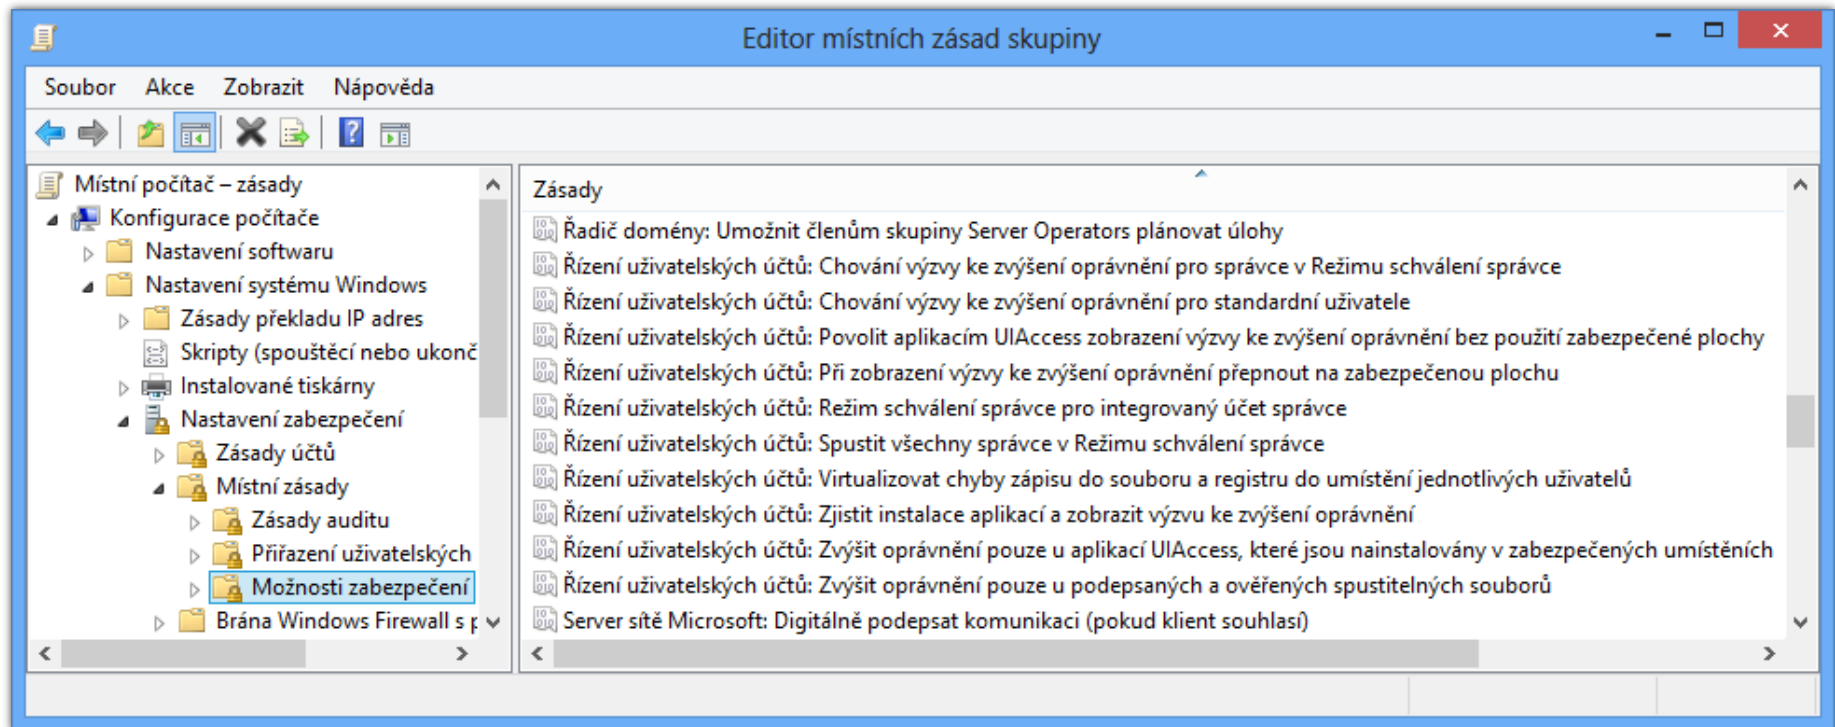 Editor místních zásad skupiny
Soubor Akce Zobrazit Nápověda
Místní počítač – zásady
Konfigurace počítače
Nastavení softwaru
Nastavení systému Windows
Zásady překladu IP adres
Skripty (spouštěcí nebo ukonč
Instalované tiskárny
Nastavení zabezpečení
Zásady účtů
Místní zásady
Zásady auditu
Přiřazení uživatelských
Možnosti zabezpečení
Brána Windows Firewall s p
Zásady
Řadič domény: Umožnit členům skupiny Server Operators plánovat úlohy
Řízení uživatelských účtů: Chování výzvy ke zvýšení oprávnění pro správce v Režimu schválení správce
Řízení uživatelských účtů: Chování výzvy ke zvýšení oprávnění pro standardní uživatele
Řízení uživatelských účtů: Povolit aplikacím UIAccess zobrazení výzvy ke zvýšení oprávnění bez použití zabezpečené plochy
Řízení uživatelských účtů: Při zobrazení výzvy ke zvýšení oprávnění přepnout na zabezpečenou plochu
Řízení uživatelských účtů: Režim schválení správce pro integrovaný účet správce
Řízení uživatelských účtů: Spustit všechny správce v Režimu schválení správce
Řízení uživatelských účtů: Virtualizovat chyby zápisu do souboru a registru do umístění jednotlivých uživatelů
Řízení uživatelských účtů: Zjistit instalace aplikací a zobrazit výzvu ke zvýšení oprávnění
Řízení uživatelských účtů: Zvýšit oprávnění pouze u aplikací UIAccess, které jsou nainstalovány v zabezpečených umístěních
Řízení uživatelských účtů: Zvýšit oprávnění pouze u podepsaných a ověřených spustitelných souborů
Server sítě Microsoft: Digitálně podepsat komunikaci (pokud klient souhlasí)